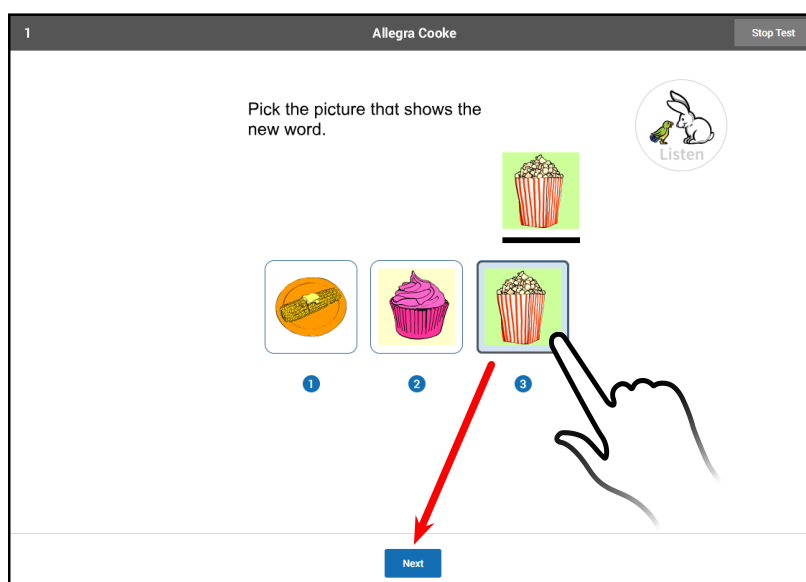 1
Allegra Cooke
Stop Test
Pick the picture that shows the
new word.
Listen
1
2
3
Next